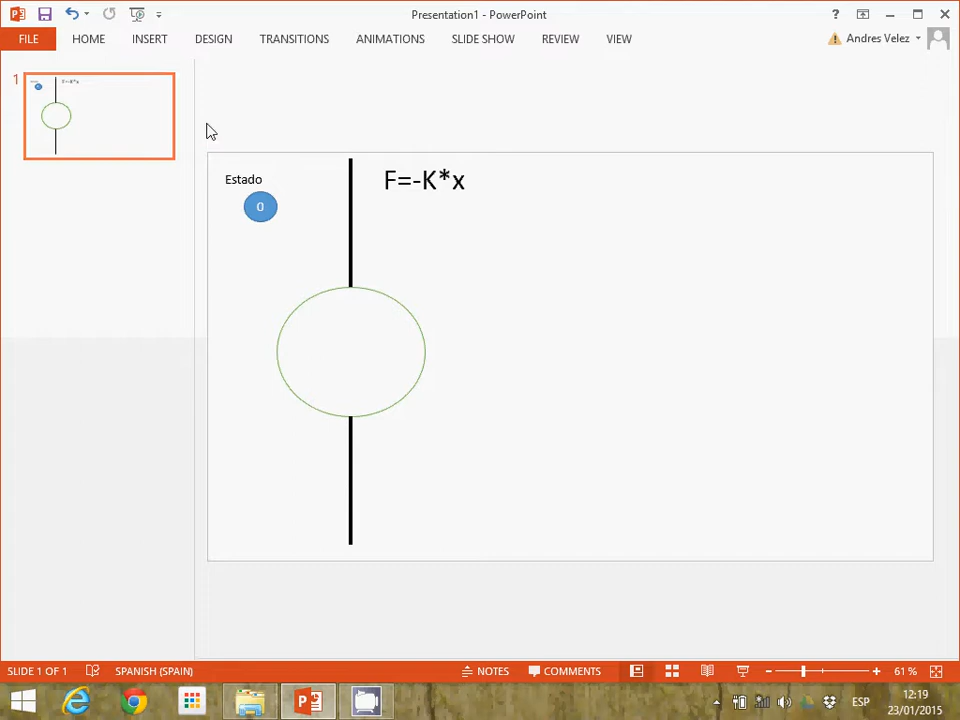 Presentation1 - PowerPoint
?
FILE
HOME
INSERT
DESIGN
TRANSITIONS
ANIMATIONS
SLIDE SHOW
REVIEW
VIEW
Andres Velez
1
Estado
0
F=-K*x
SLIDE 1 OF 1
SPANISH (SPAIN)
NOTES
COMMENTS
61 %
ESP
12:19
23/01/2015